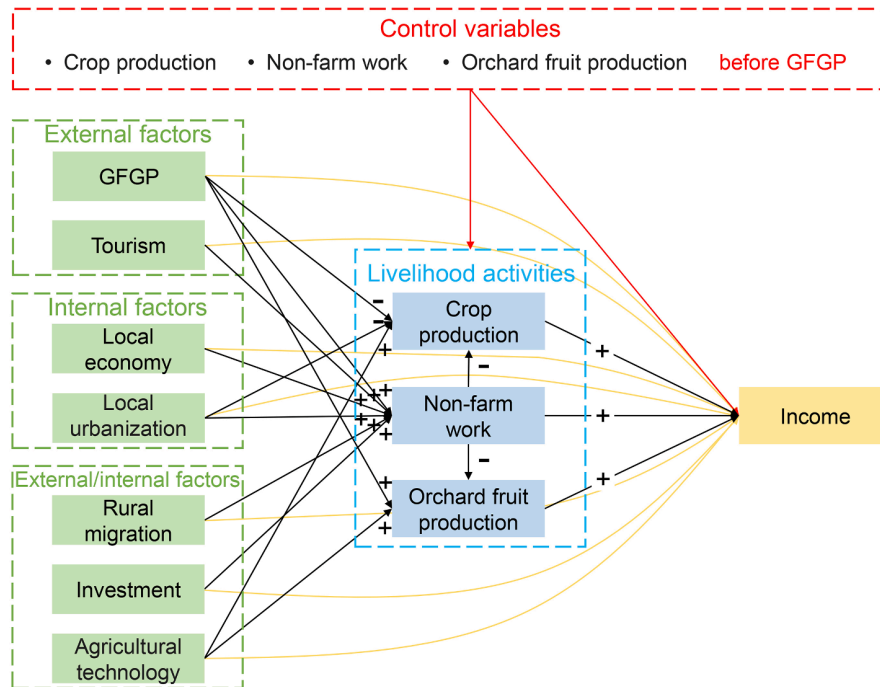 Control variables
• Crop production • Non-farm work • Orchard fruit production before GFGP
External factors
GFGP
Tourism
Internal factors
Local
economy
Local
urbanization
External/internal factors
Rural
migration
Investment
Agricultural
technology
Livelihood activities
Crop
production
Non-farm
work
Orchard fruit
production
-
-
+
+
+
+
+
+
+
+
+
-
-
+
+
+
Income